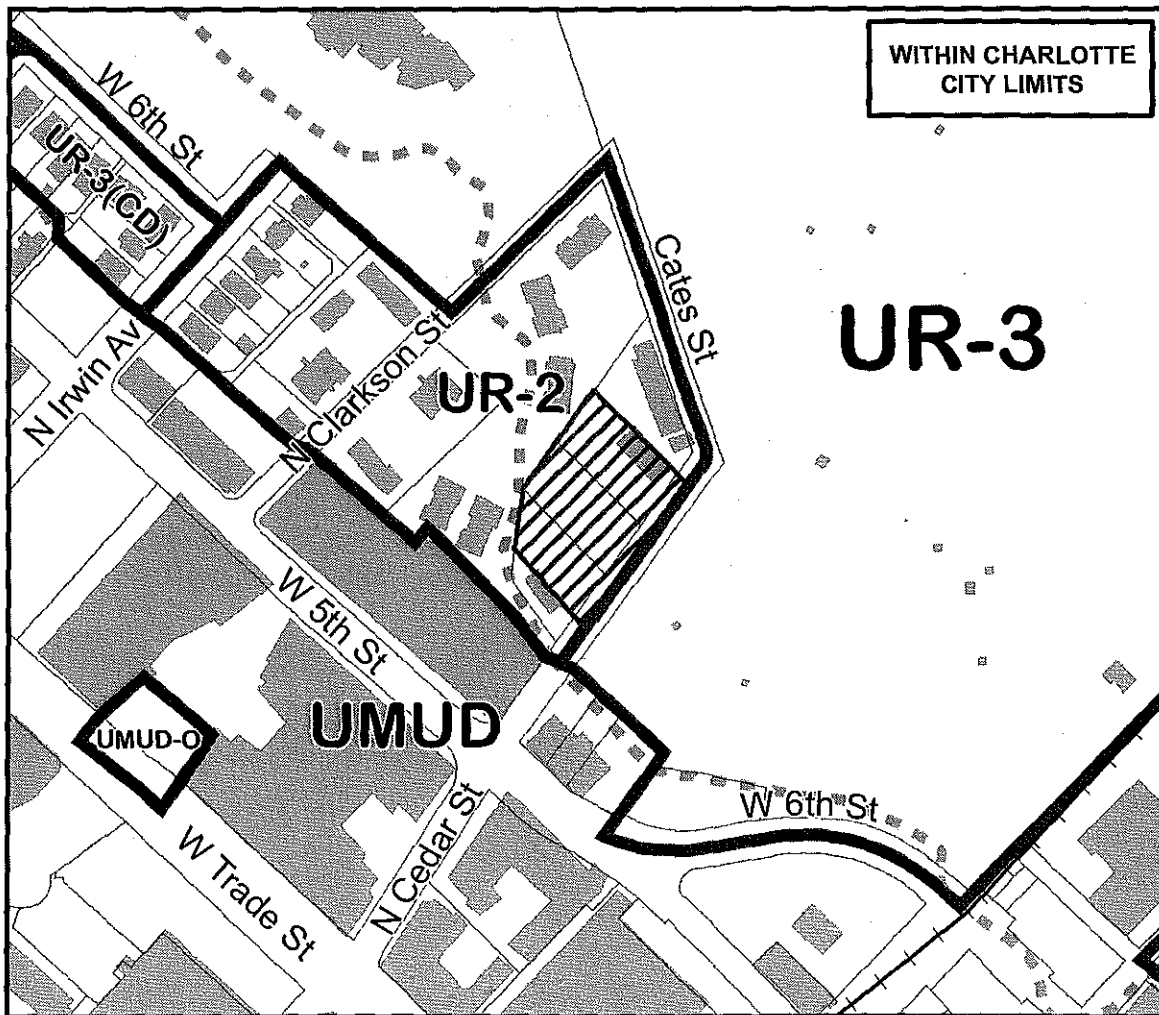 WITHIN CHARLOTTE
CITY LIMITS
W 6th St
UR-3(CD)
Cates St
UR-3
N Irwin Av
N Clarkson St
UR-2
W 5th St
UMUD
UMUD-O
W 6th St
N Cedar St
W Trade St